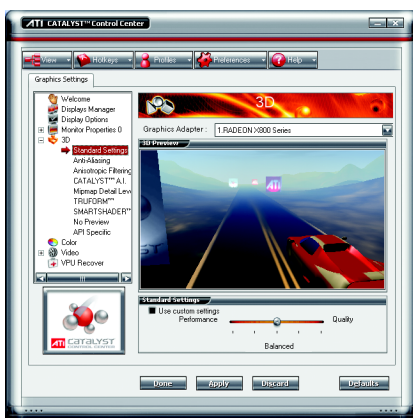 ATI CATALYST™ Control Center
View
Hotkeys
Profiles
Preferences
Help
Graphics Settings
Welcome
Displays Manager
Display Options
Monitor Properties 0
3D
Standard Settings
Anti-Aliasing
Anisotropic Filtering
CATALYST™ A.I.
Mipmap Detail Leve
TRUFORM™
SMARTSHADER™
No Preview
API Specific
Color
Video
VPU Recover
3D
Graphics Adapter :
1.RADEON X800 Series
3D Preview
ATI
Standard Settings
Use custom settings
Performance
Quality
Balanced
ATI CATALYST
CONTROL CENTER
Done
Apply
Discard
Defaults